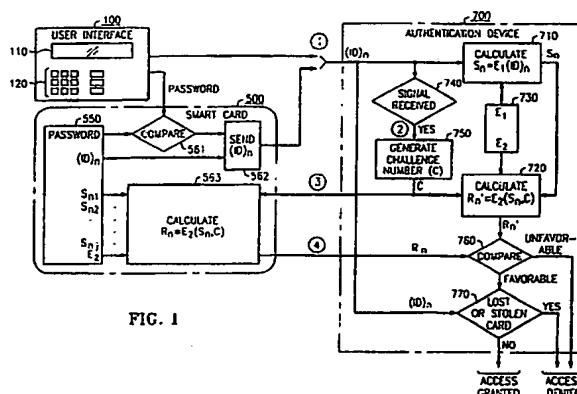 100
USER INTERFACE
110
120
PASSWORD
SMART CARD
500
550
PASSWORD
COMPARE
561
SEND
(ID)n
562
(ID)n
563
Sn1
Sn2
Snj
E2
CALCULATE
Rn=E2(Sn,C)
FIG. 1
1
2
3
4
(ID)n
Rn
(ID)n
700
AUTHENTICATION DEVICE
710
CALCULATE
Sn=E1(ID)n
Sn
740
SIGNAL
RECEIVED
YES
750
GENERATE
CHALLENGE
NUMBER (C)
C
730
E1
E2
720
CALCULATE
Rn'=E2(Sn,C)
Rn'
760
COMPARE
UNFAVOR-
ABLE
FAVORABLE
770
LOST
OR STOLEN
CARD
YES
NO
ACCESS
GRANTED
ACCESS
DENIED